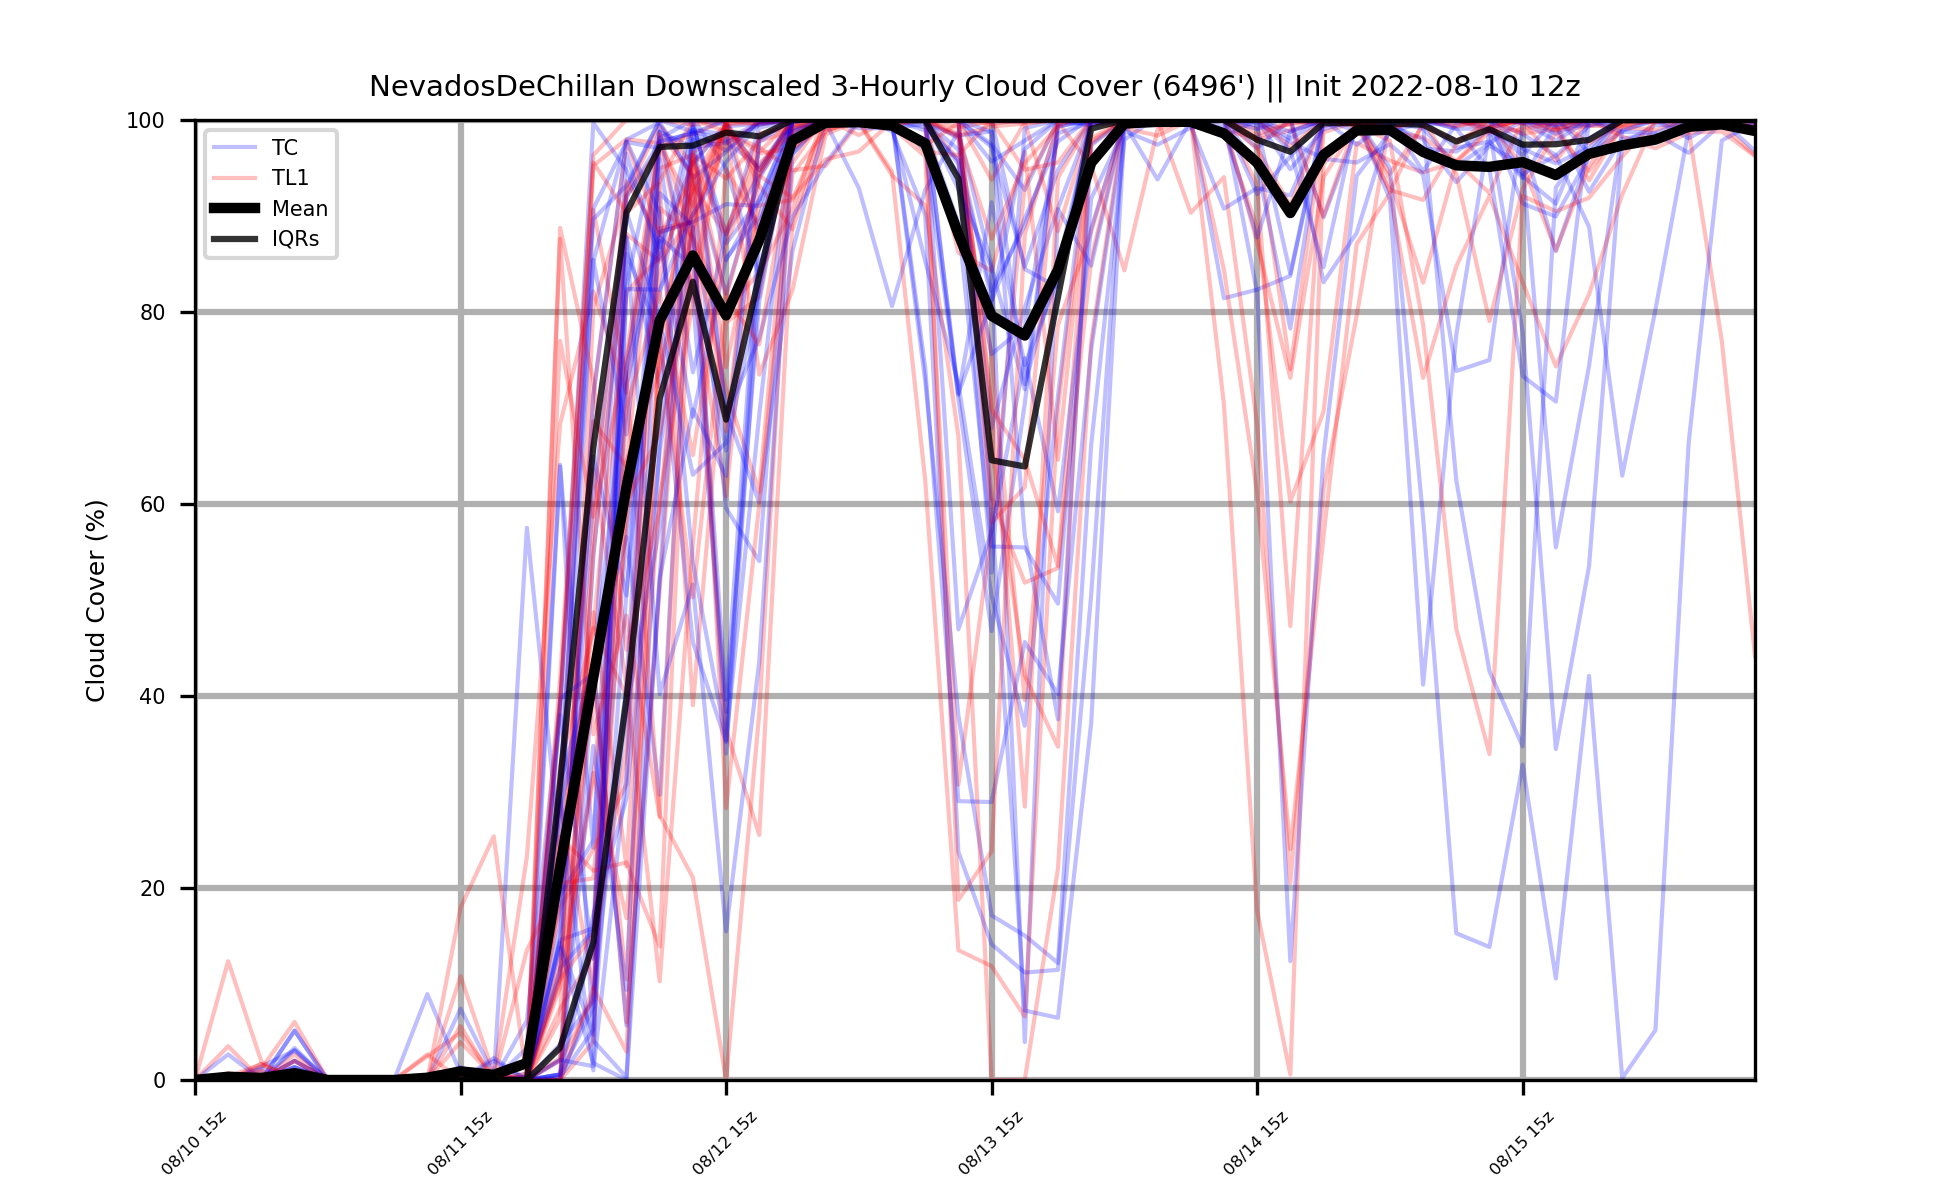 NevadosDeChillan Downscaled 3-Hourly Cloud Cover (6496') || Init 2022-08-10 12z
TC
TL1
Mean
IQRs
Cloud Cover (%)
100
80
60
40
20
0
08/10 15z
08/11 15z
08/12 15z
08/13 15z
08/14 15z
08/15 15z